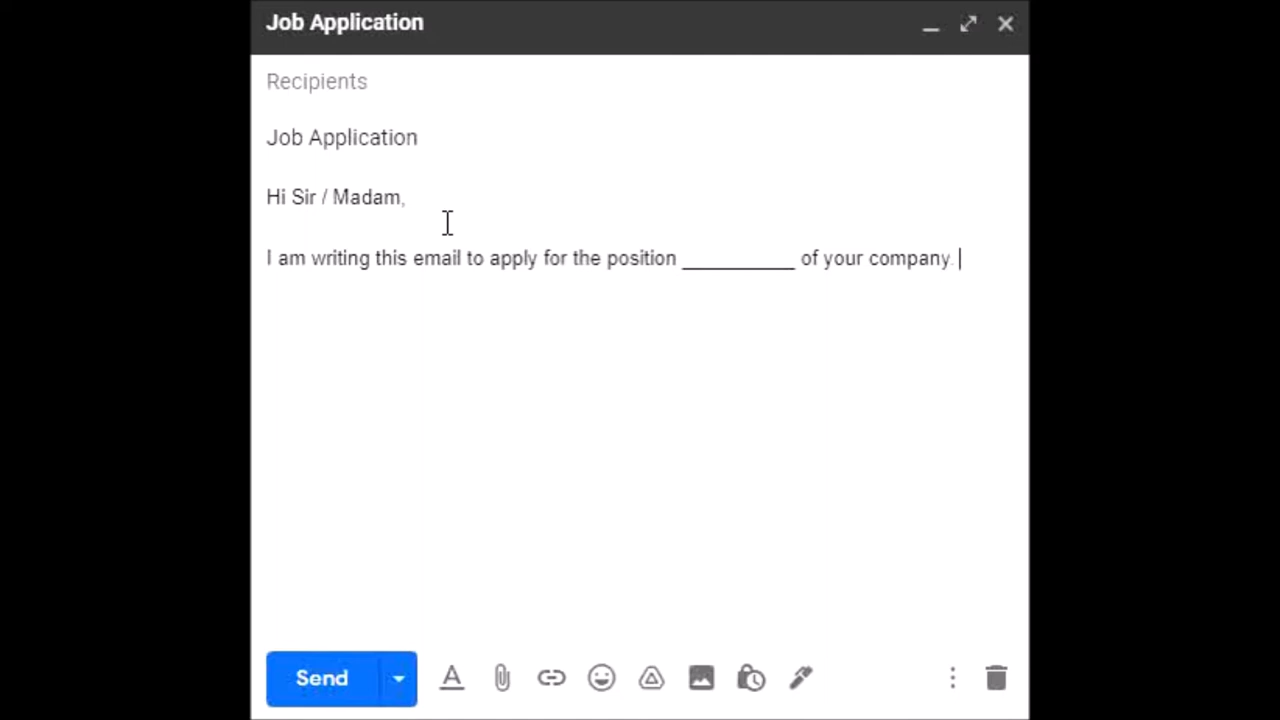 Job Application
Recipients
Job Application
Hi Sir / Madam,
I am writing this email to apply for the position __________ of your company.
Send